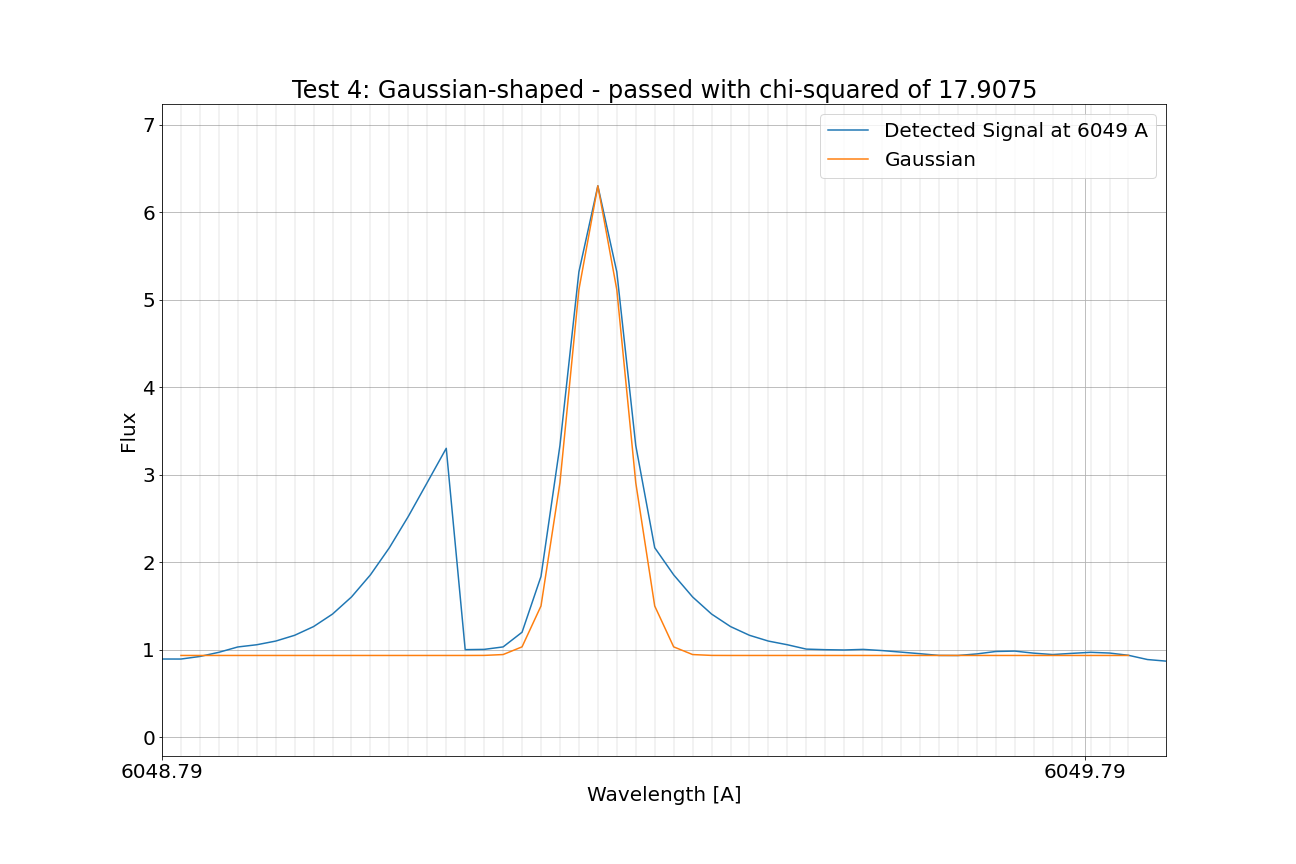 Test 4: Gaussian-shaped - passed with chi-squared of 17.9075
Detected Signal at 6049 A
Gaussian
7
6
5
4
3
2
1
0
Flux
6048.79
6049.79
Wavelength [A]